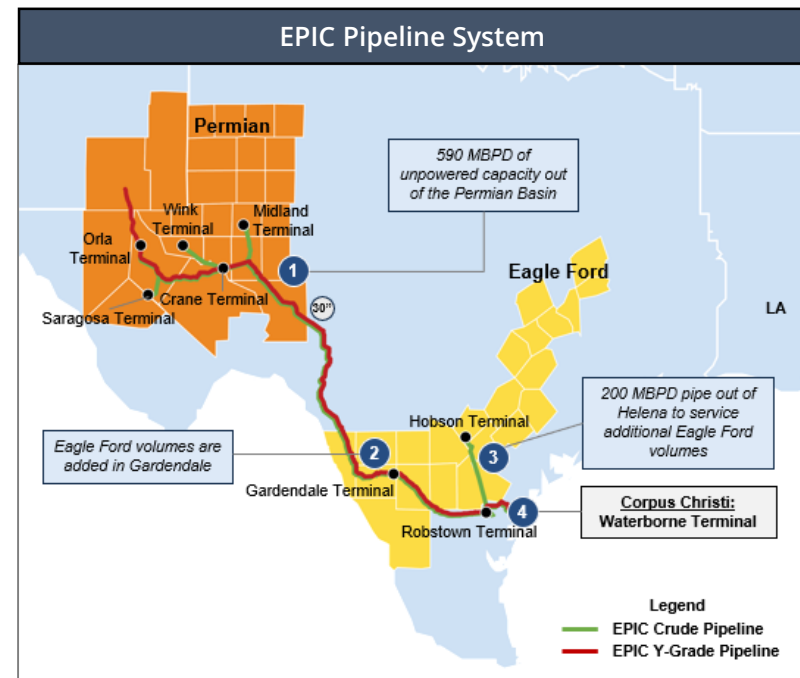 EPIC Pipeline System
Permian
590 MBPD of
unpowered capacity out
of the Permian Basin
Wink
Terminal
Midland
Terminal
Orla
Terminal
1
Crane Terminal
Saragosa Terminal
30"
Eagle Ford
LA
200 MBPD pipe out of
Helena to service
additional Eagle Ford
volumes
Hobson Terminal
Eagle Ford volumes are
added in Gardendale
2
3
Gardendale Terminal
4
Corpus Christi:
Waterborne Terminal
Robstown Terminal
Legend
EPIC Crude Pipeline
EPIC Y-Grade Pipeline